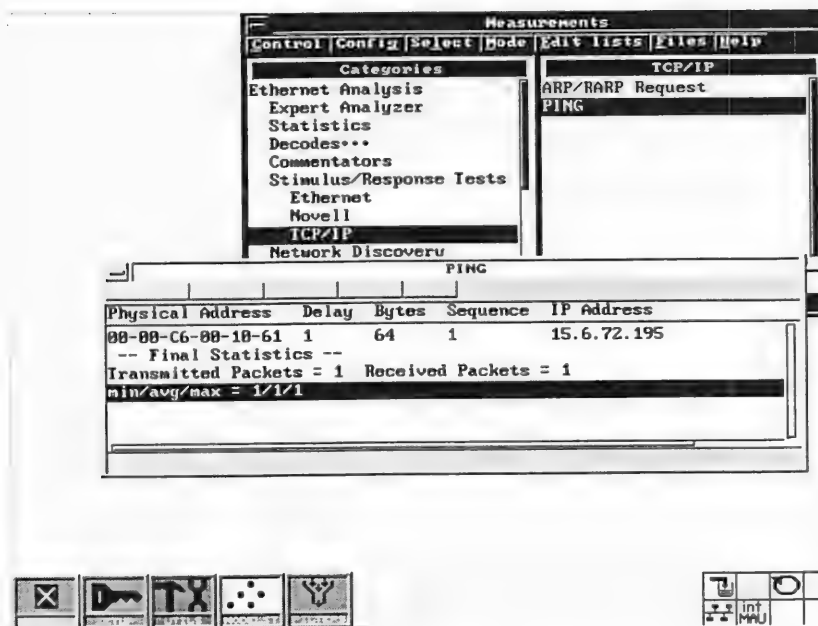 Measurements
Control Config Select Mode Edit lists Files Help
Categories
Ethernet Analysis
Expert Analyzer
Statistics
Decodes•••
Commentators
Stimulus/Response Tests
Ethernet
Novell
TCP/IP
Network Discovery
TCP/IP
ARP/RARP Request
PING
PING
Physical Address Delay Bytes Sequence IP Address
00-00-C6-00-10-61 1 64 1 15.6.72.195
-- Final Statistics --
Transmitted Packets = 1 Received Packets = 1
min/avg/max = 1/1/1
int
MAU